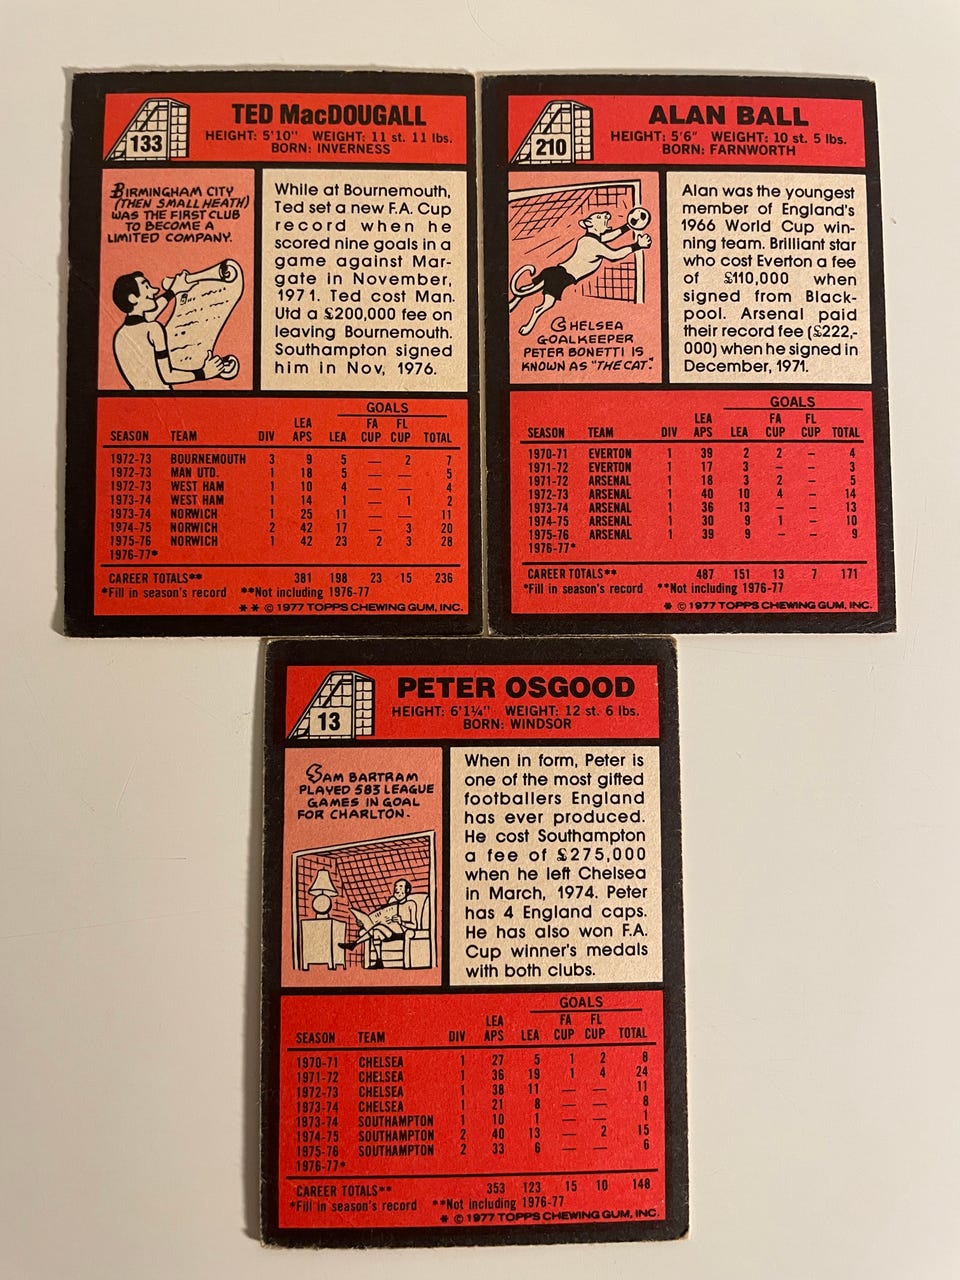 133
TED MacDOUGALL
HEIGHT: 5'10" WEIGHT: 11 st. 11 lbs.
BORN: INVERNESS
BIRMINGHAM CITY
(THEN SMALL HEATH)
WAS THE FIRST CLUB
TO BECOME A
LIMITED COMPANY.
While at Bournemouth,
Ted set a new F.A. Cup
record when he
scored nine goals in a
game against Mar-
gate in November,
1971. Ted cost Man.
Utd a £200,000 fee on
leaving Bournemouth.
Southampton signed
him in Nov, 1976.
GOALS
LEA FA FL
SEASON TEAM DIV APS LEA CUP CUP TOTAL
1972-73 BOURNEMOUTH 3 9 5 — 2 7
1972-73 MAN UTD. 1 18 5 — — 5
1972-73 WEST HAM 1 10 4 — — 4
1973-74 WEST HAM 1 14 1 — 1 2
1973-74 NORWICH 1 25 11 — — 11
1974-75 NORWICH 2 42 17 — 3 20
1975-76 NORWICH 1 42 23 2 3 28
1976-77*
CAREER TOTALS** 381 198 23 15 236
*Fill in season's record **Not including 1976-77
** © 1977 TOPPS CHEWING GUM, INC.
210
ALAN BALL
HEIGHT: 5'6" WEIGHT: 10 st. 5 lbs.
BORN: FARNWORTH
CHELSEA
GOALKEEPER
PETER BONETTI IS
KNOWN AS "THE CAT".
Alan was the youngest
member of England's
1966 World Cup win-
ning team. Brilliant star
who cost Everton a fee
of £110,000 when
signed from Black-
pool. Arsenal paid
their record fee (£222,-
000) when he signed in
December, 1971.
GOALS
LEA FA FL
SEASON TEAM DIV APS LEA CUP CUP TOTAL
1970-71 EVERTON 1 39 2 2 – 4
1971-72 EVERTON 1 17 3 – – 3
1971-72 ARSENAL 1 18 3 2 – 5
1972-73 ARSENAL 1 40 10 4 – 14
1973-74 ARSENAL 1 36 13 – – 13
1974-75 ARSENAL 1 30 9 1 – 10
1975-76 ARSENAL 1 39 9 – – 9
1976-77*
CAREER TOTALS** 487 151 13 7 171
*Fill in season's record **Not including 1976-77
* © 1977 TOPPS CHEWING GUM, INC.
13
PETER OSGOOD
HEIGHT: 6'1¼" WEIGHT: 12 st. 6 lbs.
BORN: WINDSOR
SAM BARTRAM
PLAYED 583 LEAGUE
GAMES IN GOAL
FOR CHARLTON.
When in form, Peter is
one of the most gifted
footballers England
has ever produced.
He cost Southampton
a fee of £275,000
when he left Chelsea
in March, 1974. Peter
has 4 England caps.
He has also won F.A.
Cup winner's medals
with both clubs.
GOALS
LEA FA FL
SEASON TEAM DIV APS LEA CUP CUP TOTAL
1970-71 CHELSEA 1 27 5 1 2 8
1971-72 CHELSEA 1 36 19 1 4 24
1972-73 CHELSEA 1 38 11 — — 11
1973-74 CHELSEA 1 21 8 — — 8
1973-74 SOUTHAMPTON 1 10 1 — — 1
1974-75 SOUTHAMPTON 2 40 13 — 2 15
1975-76 SOUTHAMPTON 2 33 6 — — 6
1976-77*
CAREER TOTALS** 353 123 15 10 148
*Fill in season's record **Not including 1976-77
* © 1977 TOPPS CHEWING GUM, INC.